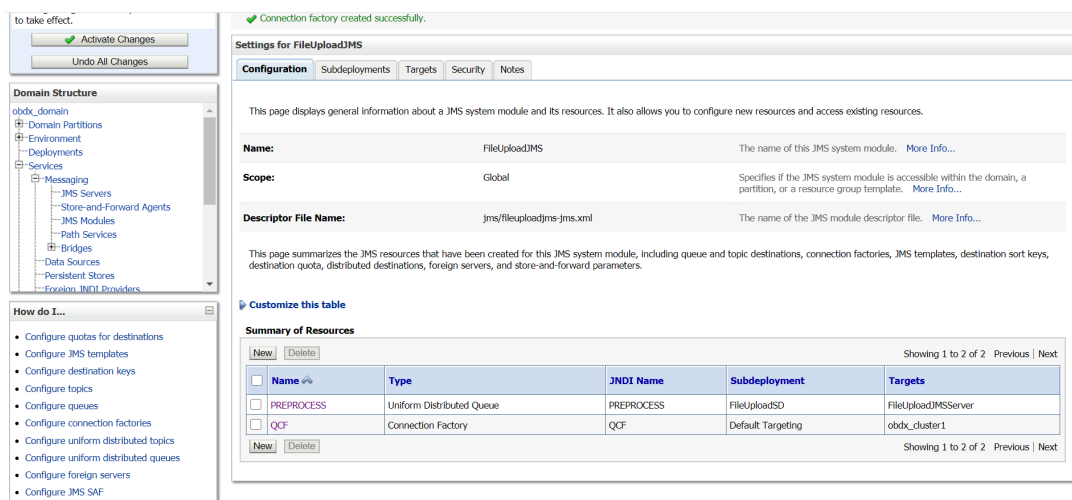 to take effect.
Activate Changes
Undo All Changes
Domain Structure
obdx_domain
Domain Partitions
Environment
Deployments
Services
Messaging
JMS Servers
Store-and-Forward Agents
JMS Modules
Path Services
Bridges
Data Sources
Persistent Stores
Foreign JNDI Providers
How do I...
Configure quotas for destinations
Configure JMS templates
Configure destination keys
Configure topics
Configure queues
Configure connection factories
Configure uniform distributed topics
Configure uniform distributed queues
Configure foreign servers
Configure JMS SAF
Connection factory created successfully.
Settings for FileUploadJMS
Configuration Subdeployments Targets Security Notes
This page displays general information about a JMS system module and its resources. It also allows you to configure new resources and access existing resources.
Name: FileUploadJMS The name of this JMS system module. More Info...
Scope: Global Specifies if the JMS system module is accessible within the domain, a
partition, or a resource group template. More Info...
Descriptor File Name: jms/fileuploadjms-jms.xml The name of the JMS module descriptor file. More Info...
This page summarizes the JMS resources that have been created for this JMS system module, including queue and topic destinations, connection factories, JMS templates, destination sort keys,
destination quota, distributed destinations, foreign servers, and store-and-forward parameters.
Customize this table
Summary of Resources
New Delete Showing 1 to 2 of 2 Previous | Next
Name Type JNDI Name Subdeployment Targets
PREPROCESS Uniform Distributed Queue PREPROCESS FileUploadSD FileUploadJMSServer
QCF Connection Factory QCF Default Targeting obdx_cluster1
New Delete Showing 1 to 2 of 2 Previous | Next